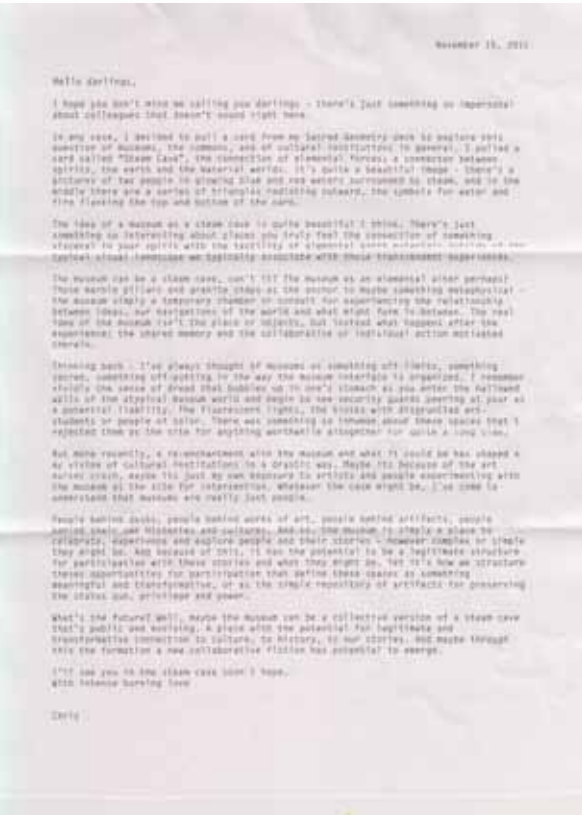 November 15, 2011
Hello darlings,
I hope you don't mind me calling you darlings - there's just something so impersonal
about colleagues that doesn't sound right here.
In any case, I decided to pull a card from my Sacred Geometry deck to explore this
question of museums, the commons, and of cultural institutions in general. I pulled a
card called "Steam Cave", the connection of elemental forces, a connector between
spirits, the earth and the material worlds. It's quite a beautiful image - there's a
pictures of two people in glowing blue and red waters surrounded by steam, and in the
middle there are a series of triangles radiating outward, the symbols for water and
fire flanking the top and bottom of the card.
The idea of a museum as a steam cave is quite beautiful I think. There's just
something so interesting about places you truly feel the connection of something
visceral in your spirit with the tactility of elemental
typical visual landscape we typically associate with those transcendent experiences.
The museum can be a steam cave, can't it? The museum as an elemental altar perhaps?
Those marble pillars and granite steps as the anchor to maybe something metaphysical
the museum simply a temporary chamber or conduit for experiencing the relationship
between ideas, our navigations of the world and what might form in between. The real
idea of the museum isn't the place or objects, but instead what happens after the
experience; the shared memory and the collaborative or individual action motivated
therein.
Thinking back - I've always thought of museums as something off-limits, something
secret, something off-putting in the way the museum interface is organized. I remember
vividly the sense of dread that bubbles up in one's stomach as you enter the hallowed
walls of the atypical museum world and begin to see security guards peering at your as
a potential liability. The fluorescent lights, the kiosks with disgruntled art-
students or people of color. There was something so inhuman about these spaces that I
rejected them as the site for anything worthwhile altogether for quite a long time.
But more recently, a re-enchantment with the museum and what it could be has shaped
my vision of cultural institutions in a drastic way. Maybe its because of the art
market crash, maybe its just my own exposure to artists and people experimenting with
the museum as the site for intervention. Whatever the case might be, I've come to
understand that museums are really just people.
People behind desks, people behind works of art, people behind artifacts, people
our histories and cultures. And so the museum is simply a place to
celebrate, experience and explore people and their stories - however complex or simple
they might be. And because of this, it has the potential to be a legitimate structure
for participation with these stories and what they might be. Yet it's how we structure
theses opportunities for participation that define these spaces as something
meaningful and transformative, or as the simple repository of artifacts for preserving
the status quo, privilege and power.
What's the future? Well, maybe the museum can be a collective version of a steam cave
that's public and evolving. A place with the potential for legitimate and
transformative connection to culture, to history, to our stories. And maybe through
this the formation a new collaborative fiction has potential to emerge.
I'll see you in the steam cave soon I hope.
With intense burning love
Chris